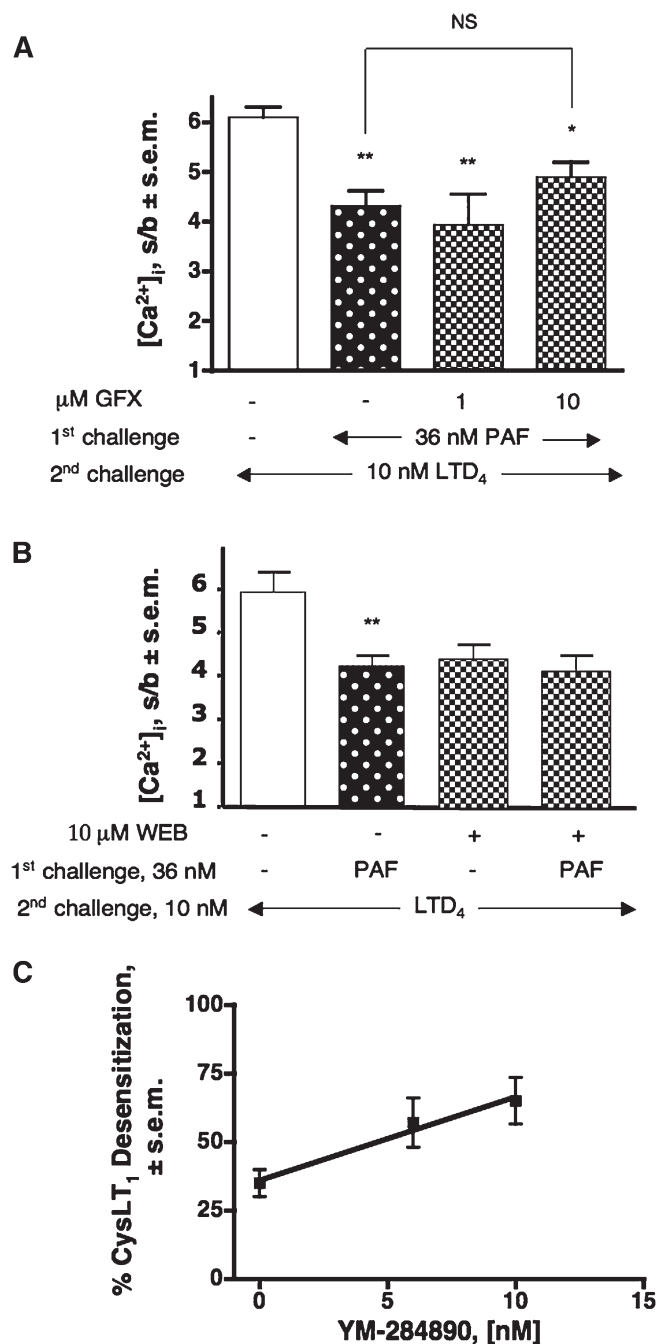 A
NS
[Ca²⁺]ᵢ, s/b ± s.e.m.
6
5
4
3
2
1
** ** *
μM GFX - - 1 10
1st challenge - 36 nM PAF
2nd challenge 10 nM LTD₄
B
[Ca²⁺]ᵢ, s/b ± s.e.m.
6
5
4
3
2
1
**
10 μM WEB - - + +
1st challenge, 36 nM - PAF - PAF
2nd challenge, 10 nM LTD₄
C
% CysLT₁ Desensitization,
± s.e.m.
100
75
50
25
0
0 5 10 15
YM-284890, [nM]